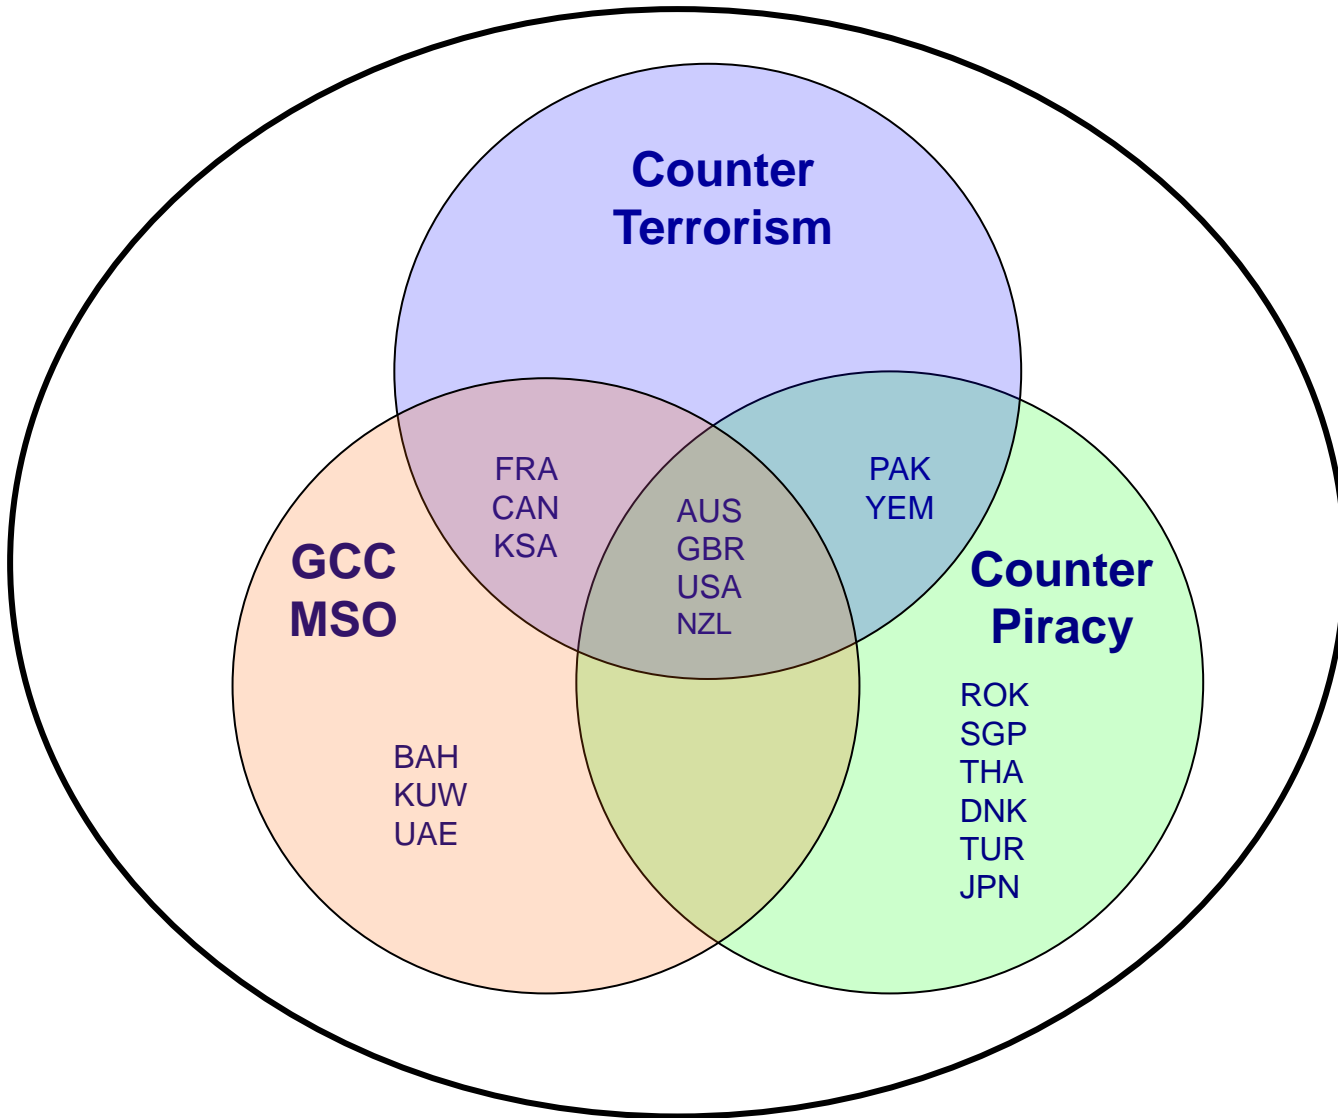 Counter
Terrorism
FRA
CAN
KSA
AUS
GBR
USA
NZL
PAK
YEM
GCC
MSO
Counter
Piracy
BAH
KUW
UAE
ROK
SGP
THA
DNK
TUR
JPN